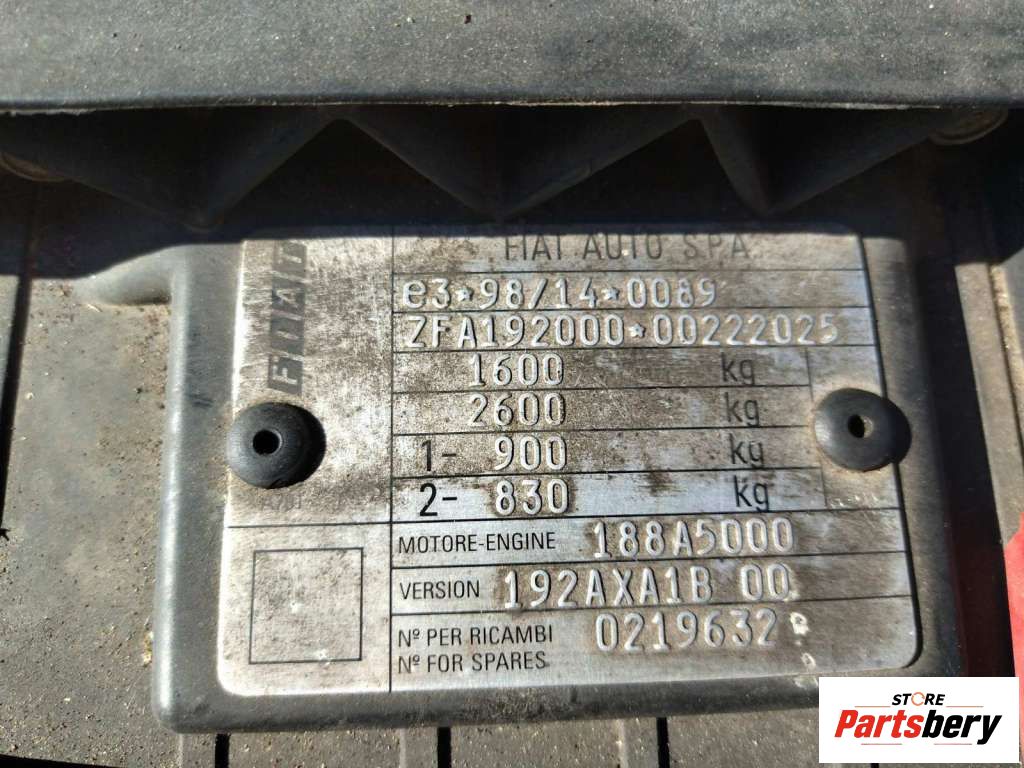 FIAT
FIAT AUTO S.P.A.
e3*98/14*0089
ZFA192000*00222025
1600 kg
2600 kg
1- 900 kg
2- 830 kg
MOTORE-ENGINE 188A5000
VERSION 192AXA1B 00
Nº PER RICAMBI 0219632
Nº FOR SPARES
STORE
Partsbery